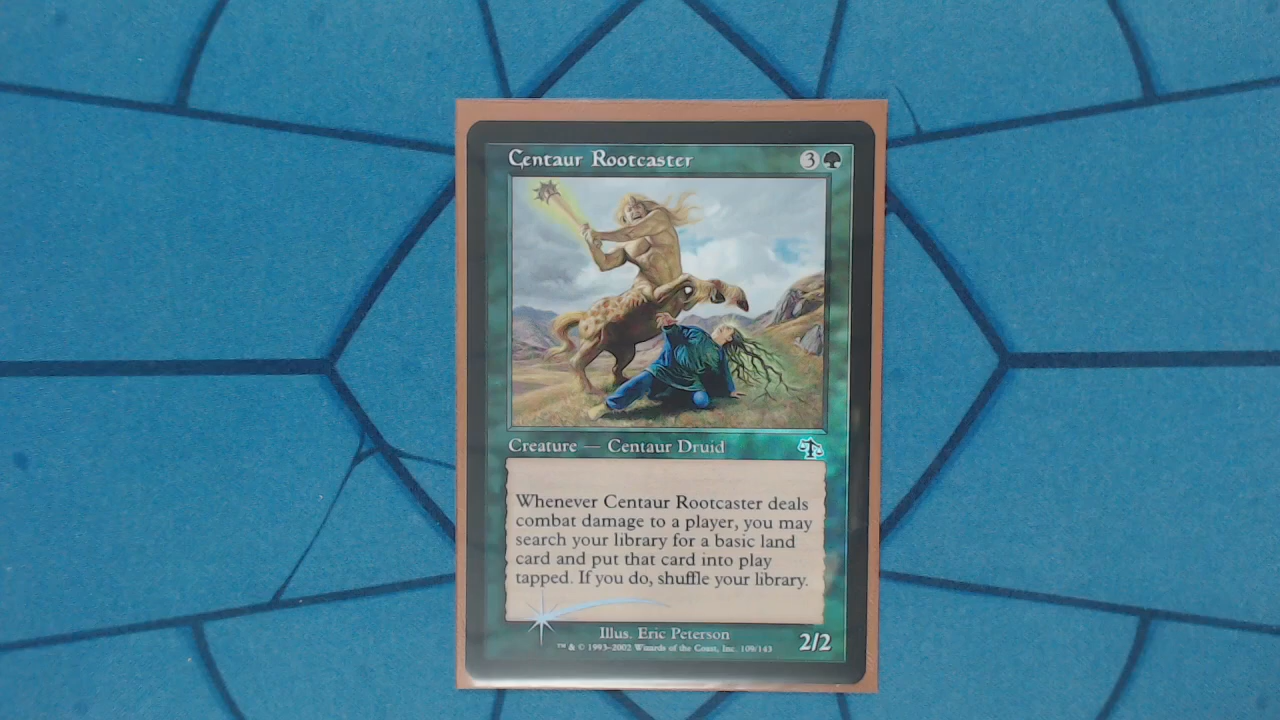 Centaur Rootcaster 3
Creature — Centaur Druid
Whenever Centaur Rootcaster deals
combat damage to a player, you may
search your library for a basic land
card and put that card into play
tapped. If you do, shuffle your library.
Illus. Eric Peterson
™ & © 1993–2002 Wizards of the Coast, Inc. 109/143
2/2